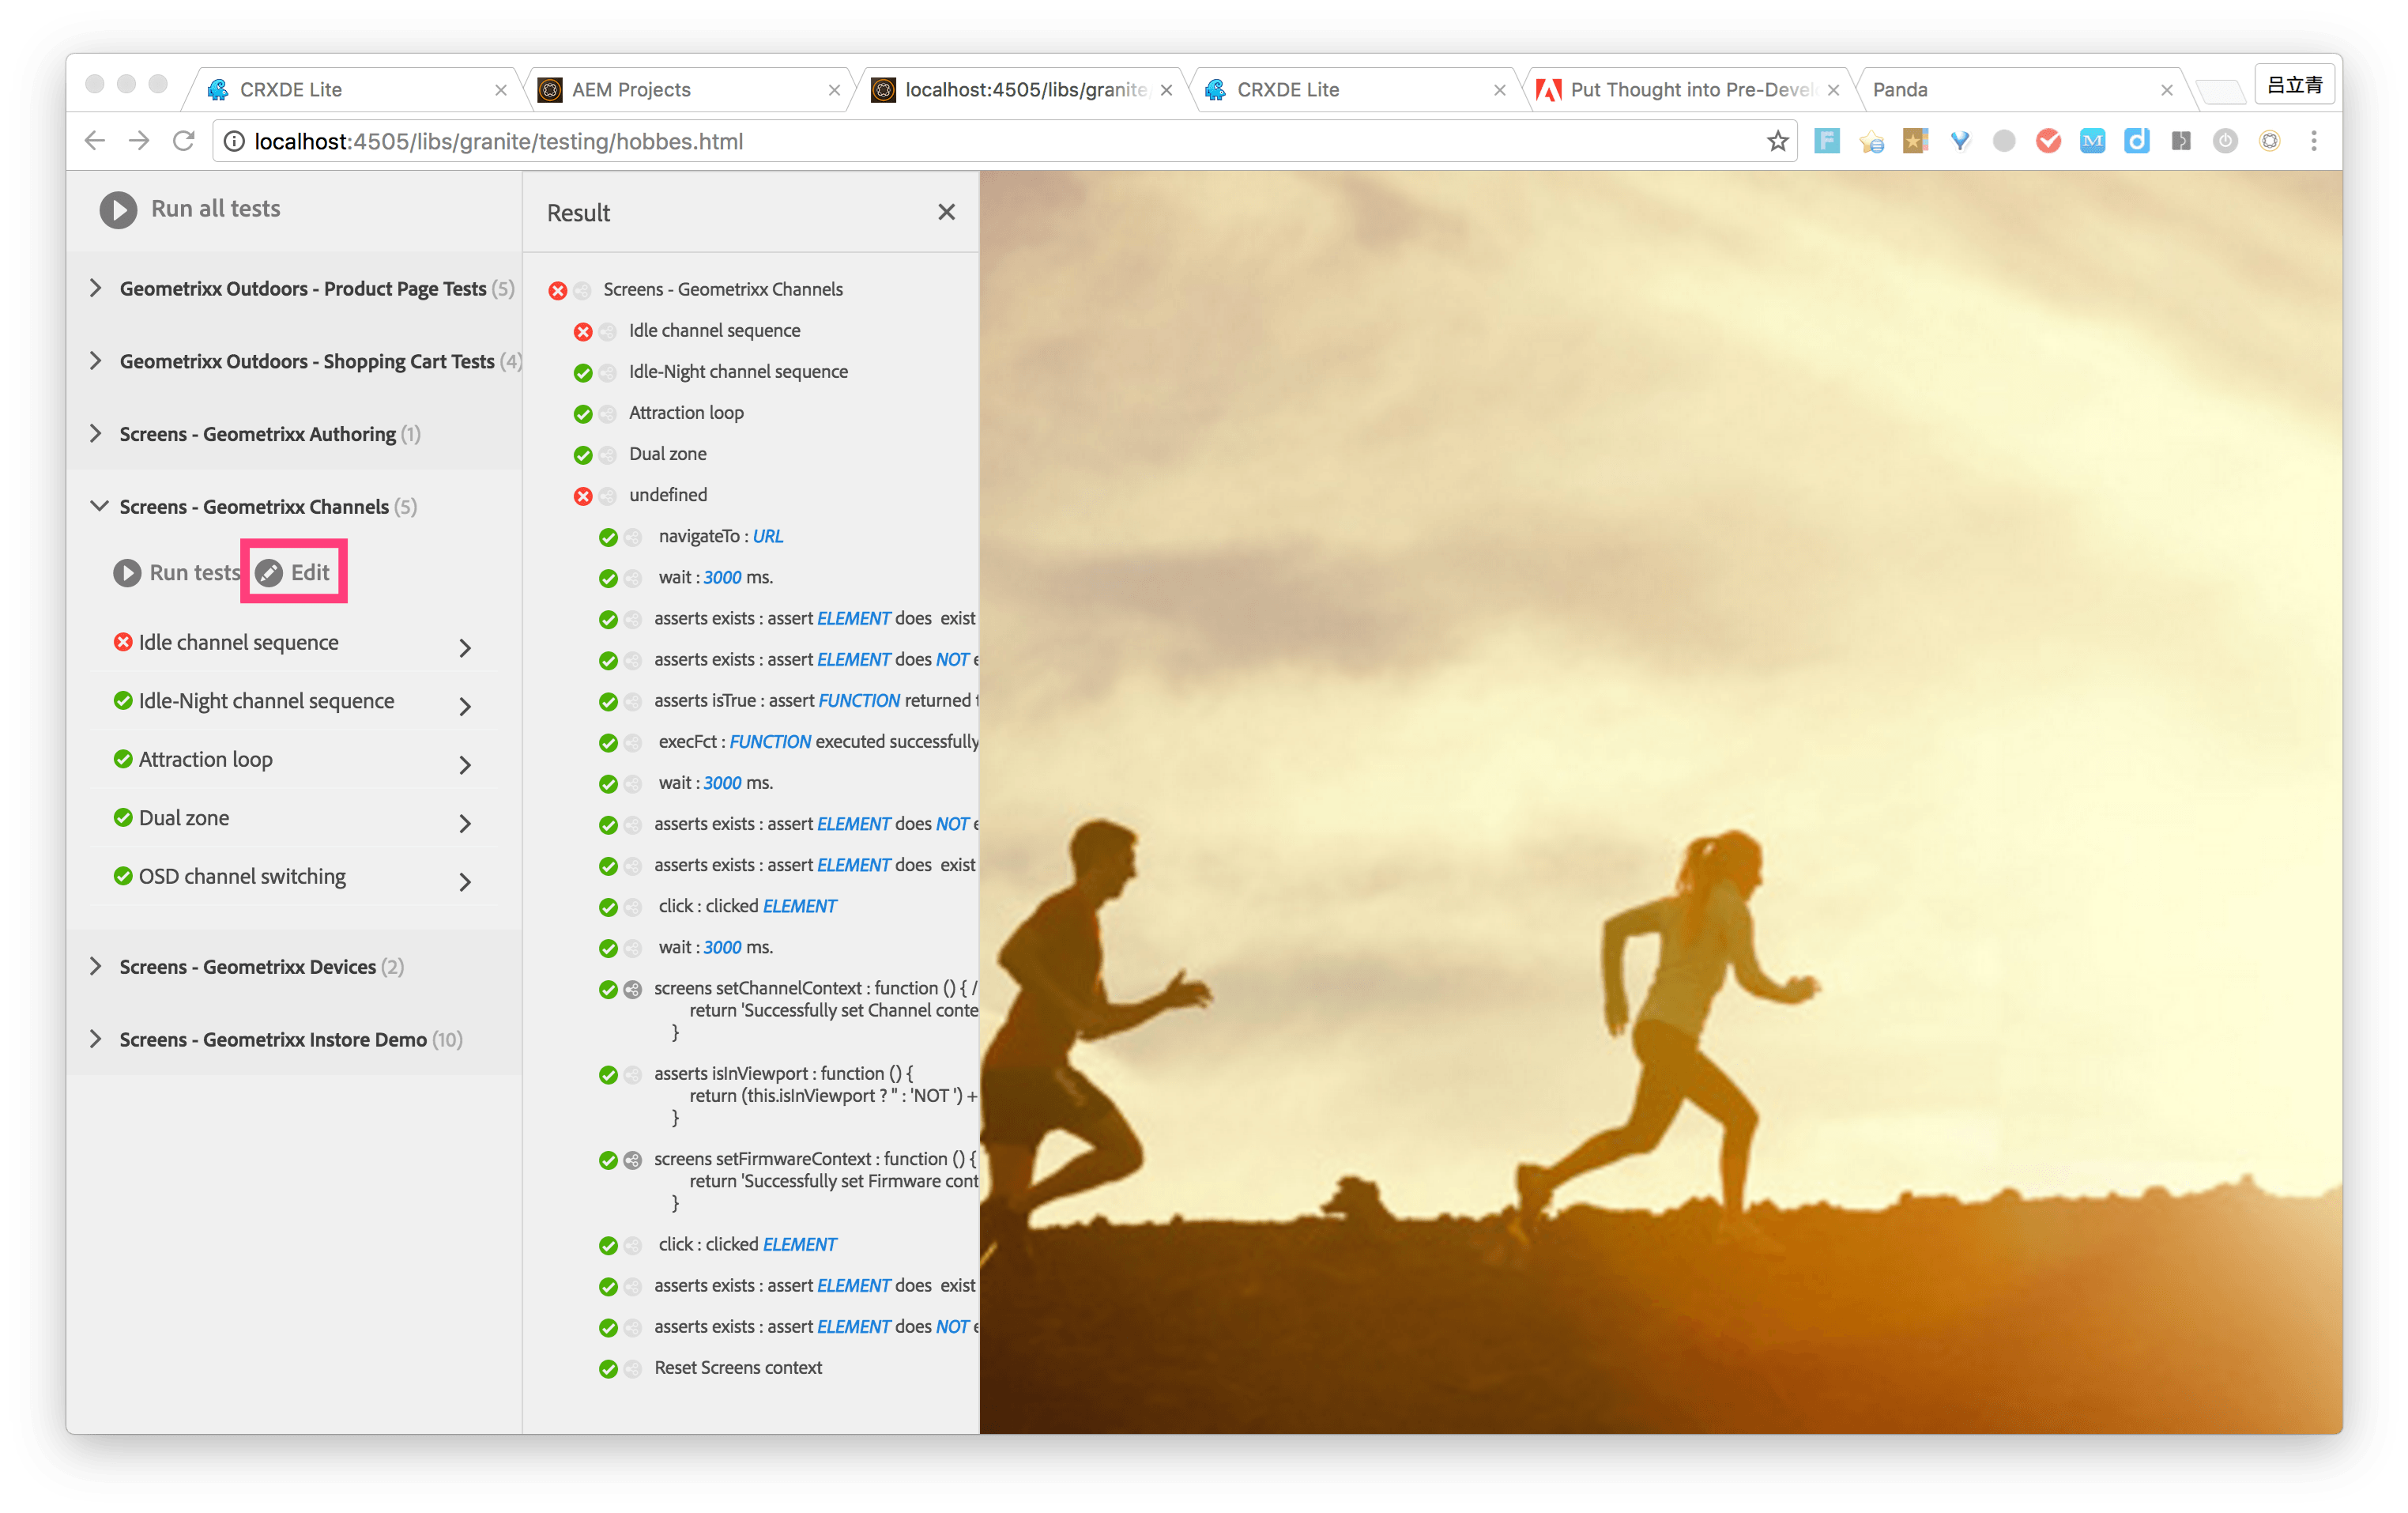 CRXDE Lite
AEM Projects
localhost:4505/libs/granite
CRXDE Lite
Put Thought into Pre-Devel
Panda
吕立青
localhost:4505/libs/granite/testing/hobbes.html
Run all tests
Geometrixx Outdoors - Product Page Tests (5)
Geometrixx Outdoors - Shopping Cart Tests (4)
Screens - Geometrixx Authoring (1)
Screens - Geometrixx Channels (5)
Run tests
Edit
Idle channel sequence
Idle-Night channel sequence
Attraction loop
Dual zone
OSD channel switching
Screens - Geometrixx Devices (2)
Screens - Geometrixx Instore Demo (10)
Result
Screens - Geometrixx Channels
Idle channel sequence
Idle-Night channel sequence
Attraction loop
Dual zone
undefined
navigateTo : URL
wait : 3000 ms.
asserts exists : assert ELEMENT does exist
asserts exists : assert ELEMENT does NOT e
asserts isTrue : assert FUNCTION returned t
execFct : FUNCTION executed successfully
wait : 3000 ms.
asserts exists : assert ELEMENT does NOT e
asserts exists : assert ELEMENT does exist
click : clicked ELEMENT
wait : 3000 ms.
screens setChannelContext : function () { /
return 'Successfully set Channel conte
}
asserts isInViewport : function () {
return (this.isInViewport ? '' : 'NOT ') +
}
screens setFirmwareContext : function () {
return 'Successfully set Firmware cont
}
click : clicked ELEMENT
asserts exists : assert ELEMENT does exist
asserts exists : assert ELEMENT does NOT e
Reset Screens context